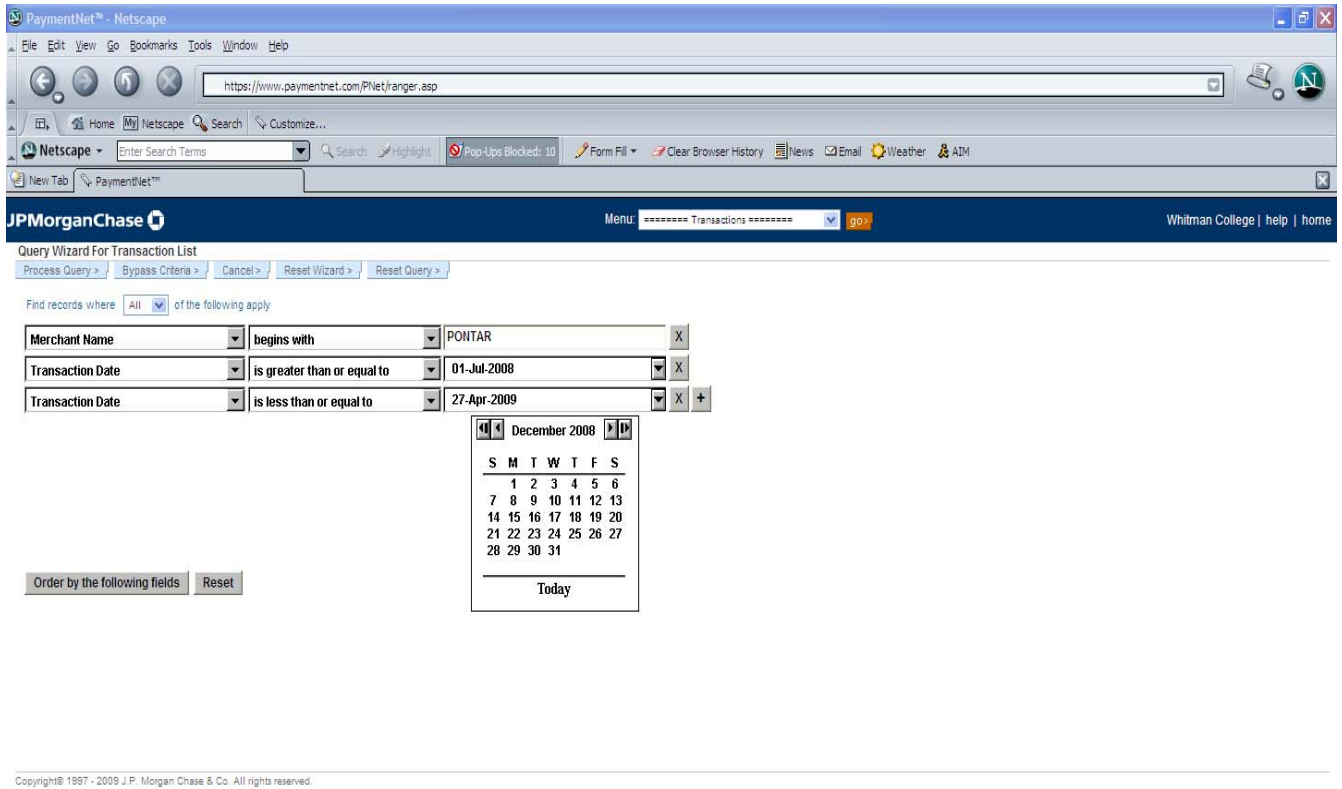 PaymentNet™ - Netscape
File Edit View Go Bookmarks Tools Window Help
https://www.paymentnet.com/PNet/ranger.asp
Home My Netscape Search Customize...
Netscape Enter Search Terms Search Highlight Pop-Ups Blocked: 10 Form Fill Clear Browser History News Email Weather AIM
New Tab PaymentNet™
JPMorganChase Menu: ======== Transactions ======== go> Whitman College | help | home
Query Wizard For Transaction List
Process Query > Bypass Criteria > Cancel > Reset Wizard > Reset Query >
Find records where All of the following apply
Merchant Name begins with PONTAR X
Transaction Date is greater than or equal to 01-Jul-2008 X
Transaction Date is less than or equal to 27-Apr-2009 X +
December 2008
S M T W T F S
1 2 3 4 5 6
7 8 9 10 11 12 13
14 15 16 17 18 19 20
21 22 23 24 25 26 27
28 29 30 31
Order by the following fields Reset
Today
Copyright© 1997 - 2009 J.P. Morgan Chase & Co. All rights reserved.